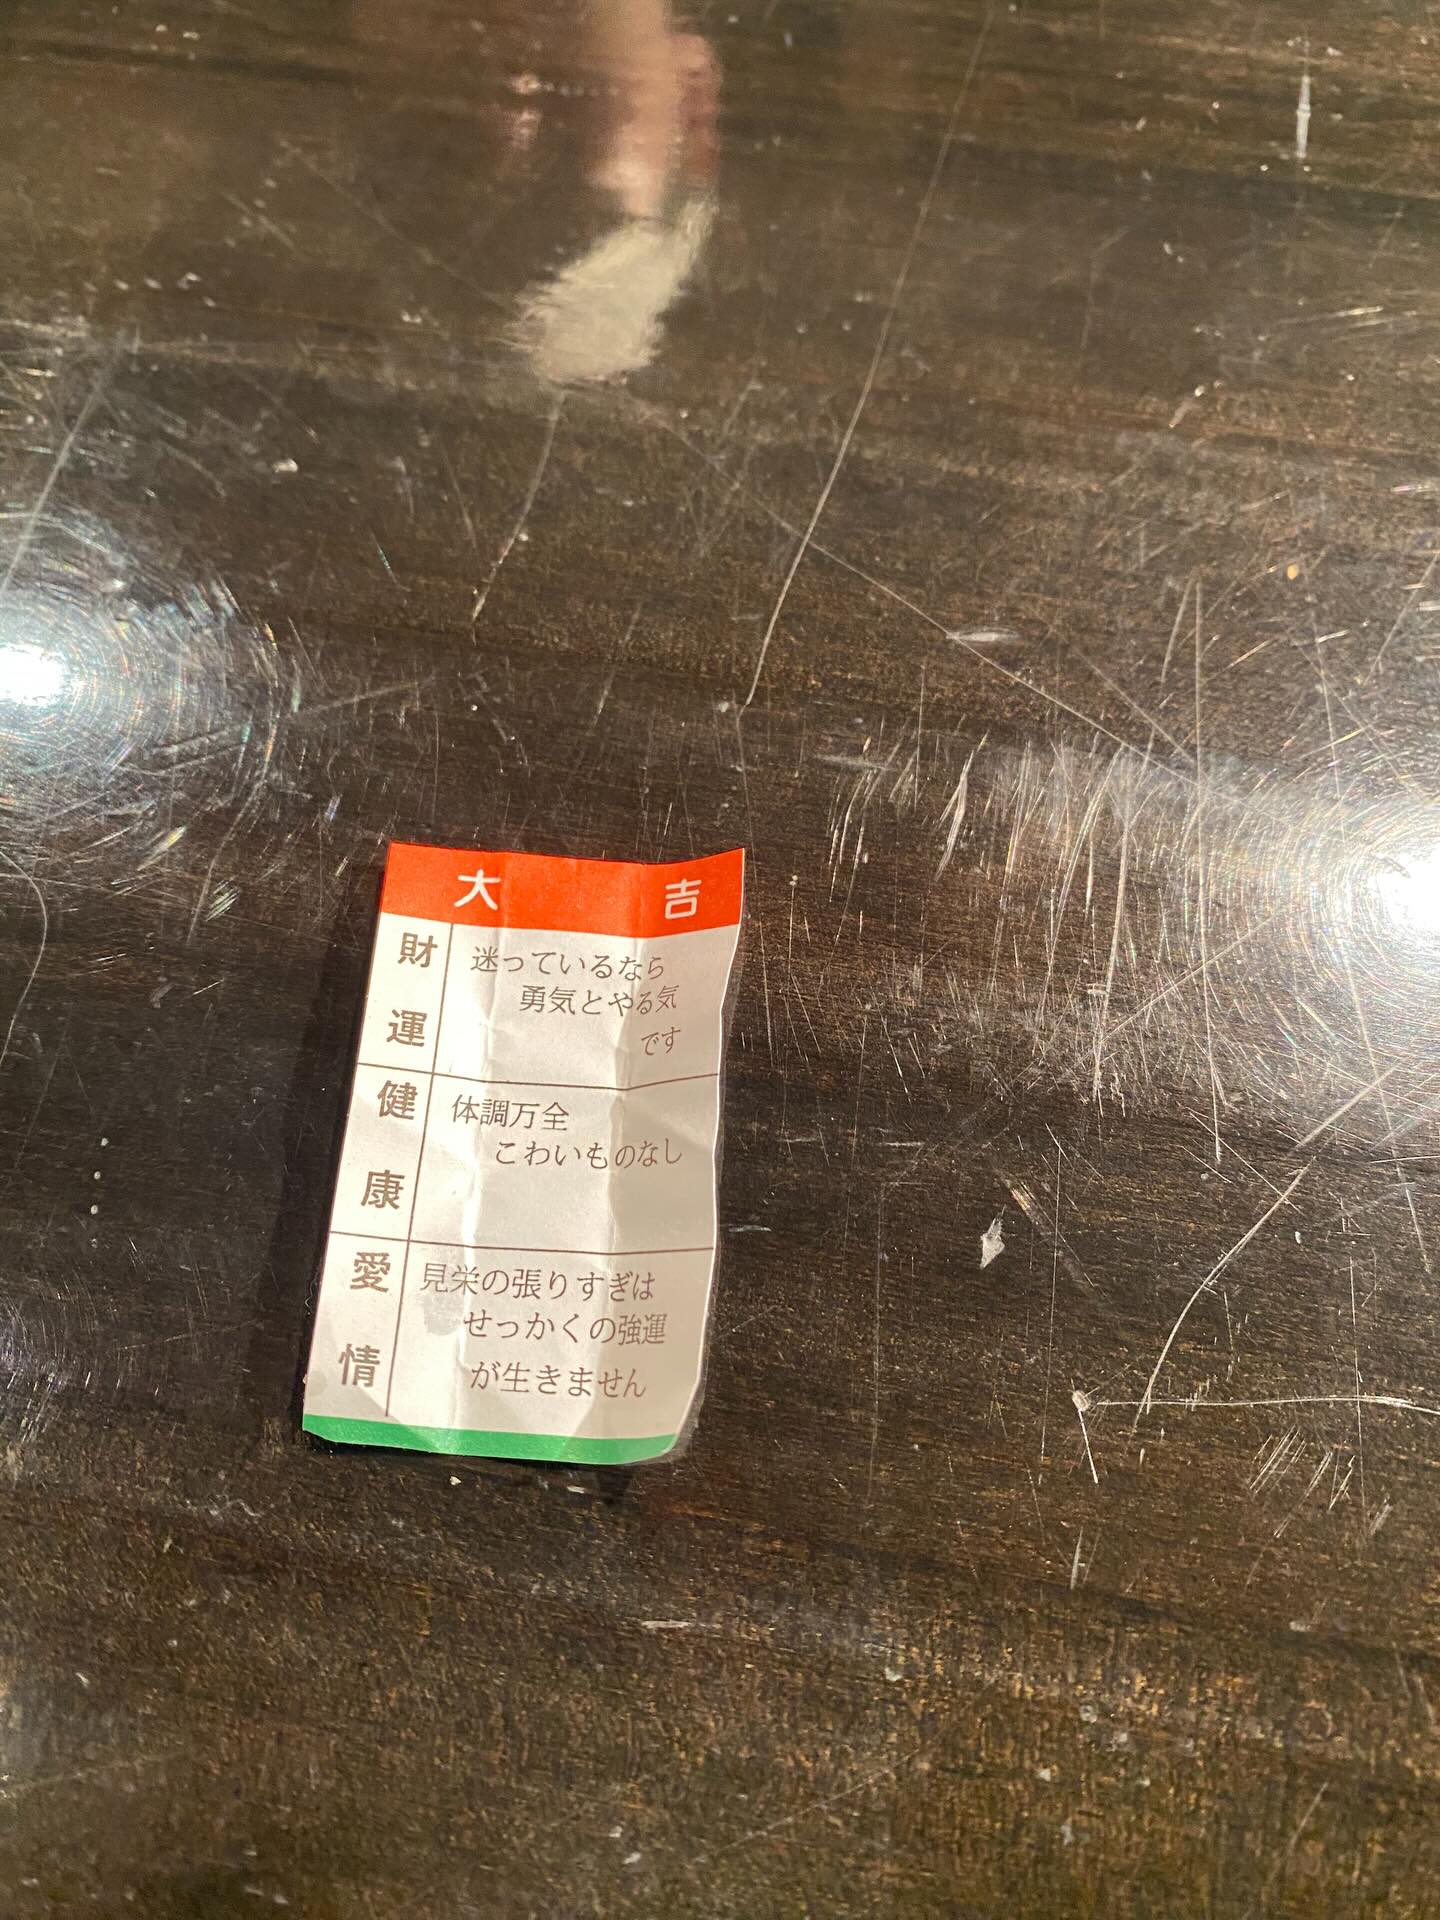 大吉
財運
迷っているなら
勇気とやる気
です
健康
体調万全
こわいものなし
愛情
見栄の張りすぎは
せっかくの強運
が生きません